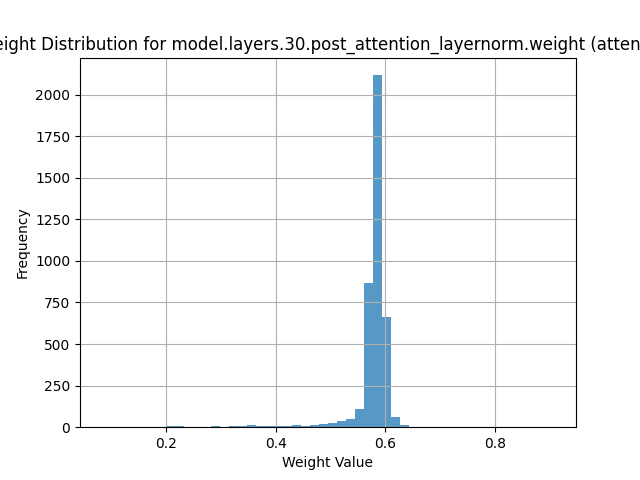 eight Distribution for model.layers.30.post_attention_layernorm.weight (atten
2000
1750
1500
1250
1000
750
500
250
0
Frequency
0.2 0.4 0.6 0.8
Weight Value